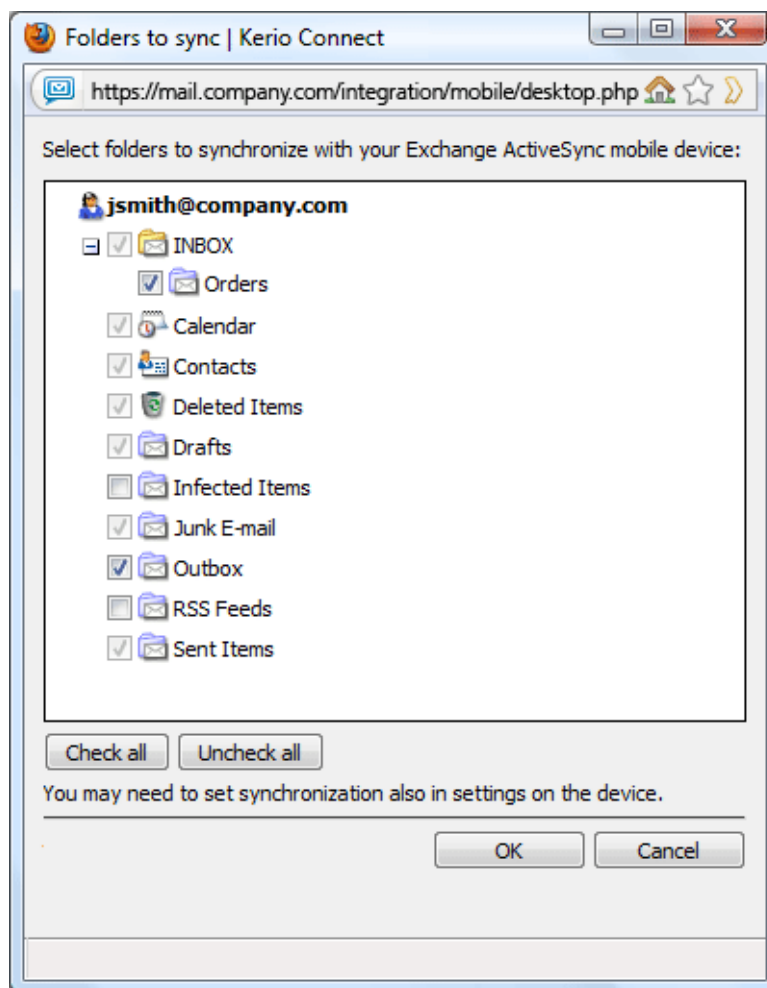 Folders to sync | Kerio Connect
https://mail.company.com/integration/mobile/desktop.php
Select folders to synchronize with your Exchange ActiveSync mobile device:
jsmith@company.com
INBOX
Orders
Calendar
Contacts
Deleted Items
Drafts
Infected Items
Junk E-mail
Outbox
RSS Feeds
Sent Items
Check all Uncheck all
You may need to set synchronization also in settings on the device.
OK Cancel